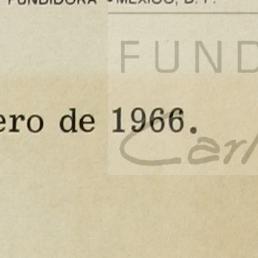 FUNDIDORA - MEXICO, D. F.
FUND
ero de 1966.
Carl